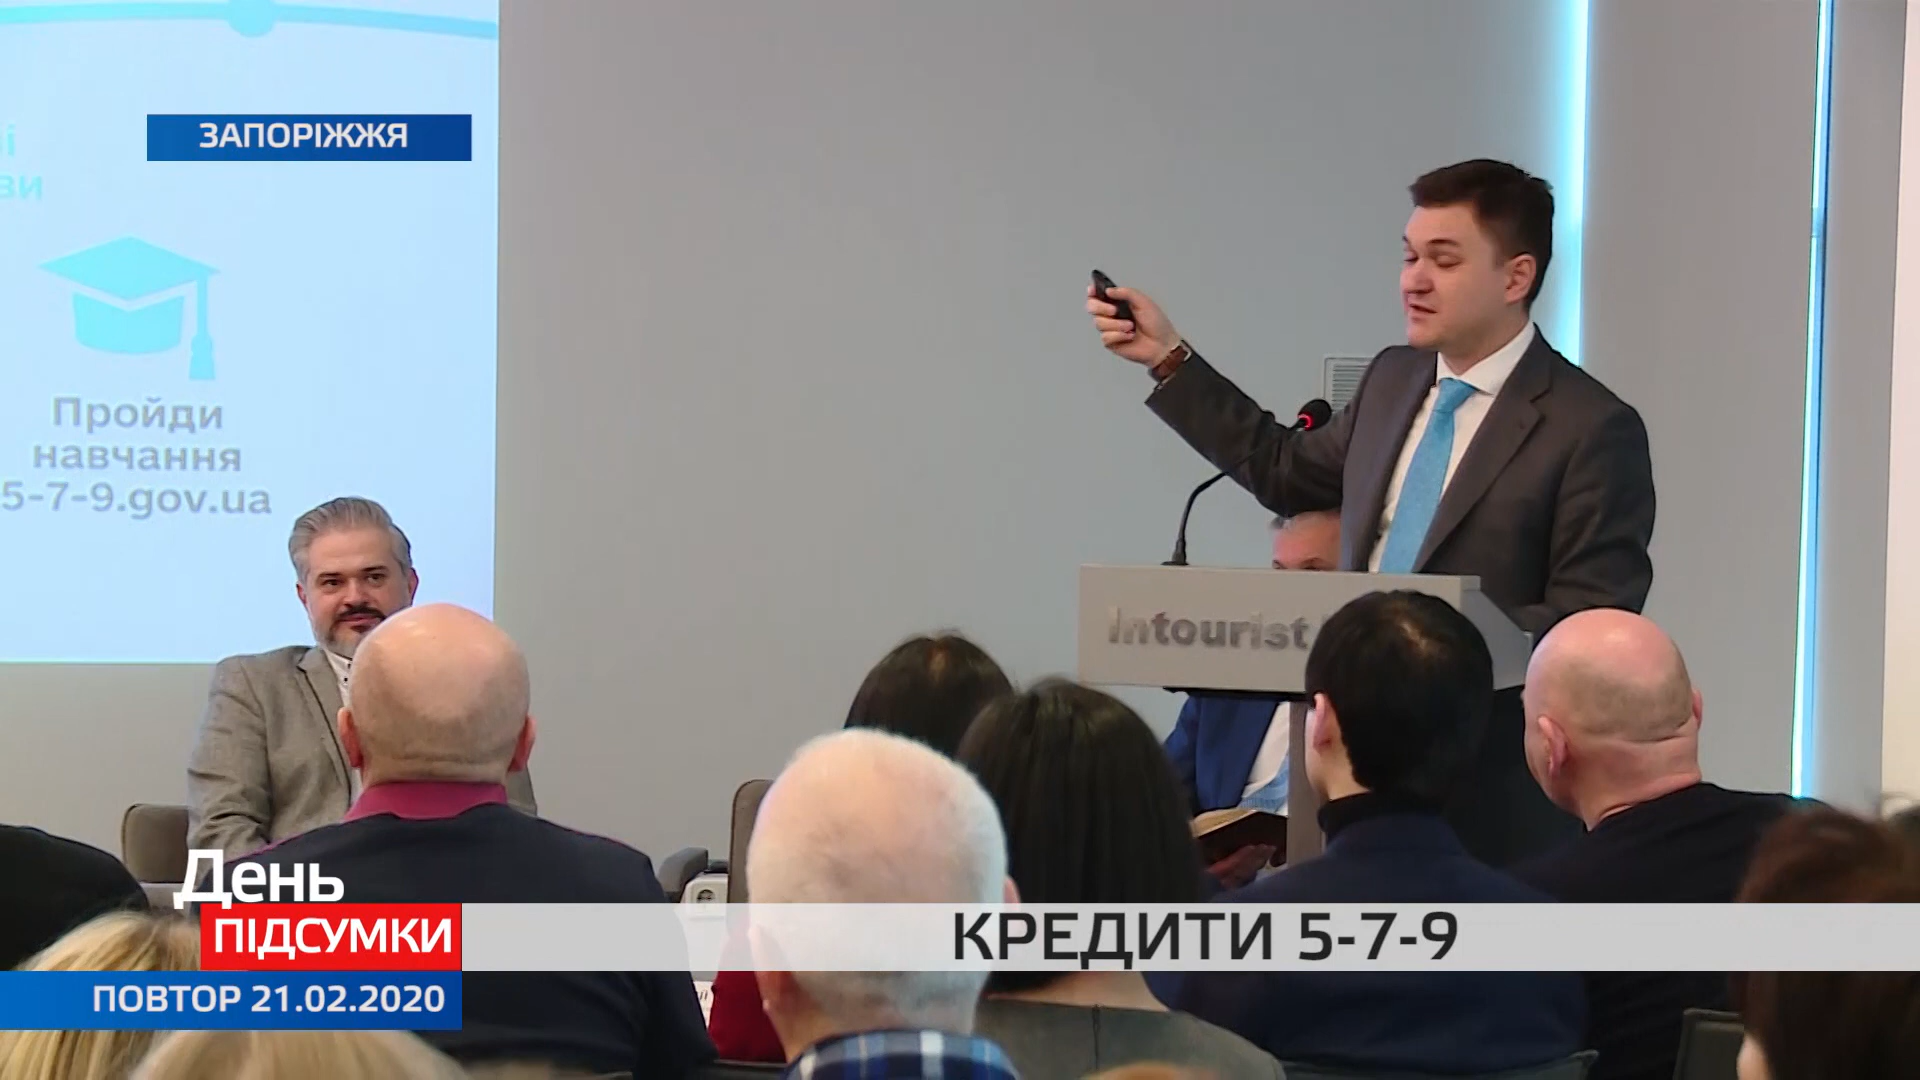 ЗАПОРІЖЖЯ
Пройди
навчання
5-7-9.gov.ua
Intourist
День
ПІДСУМКИ
КРЕДИТИ 5-7-9
ПОВТОР 21.02.2020